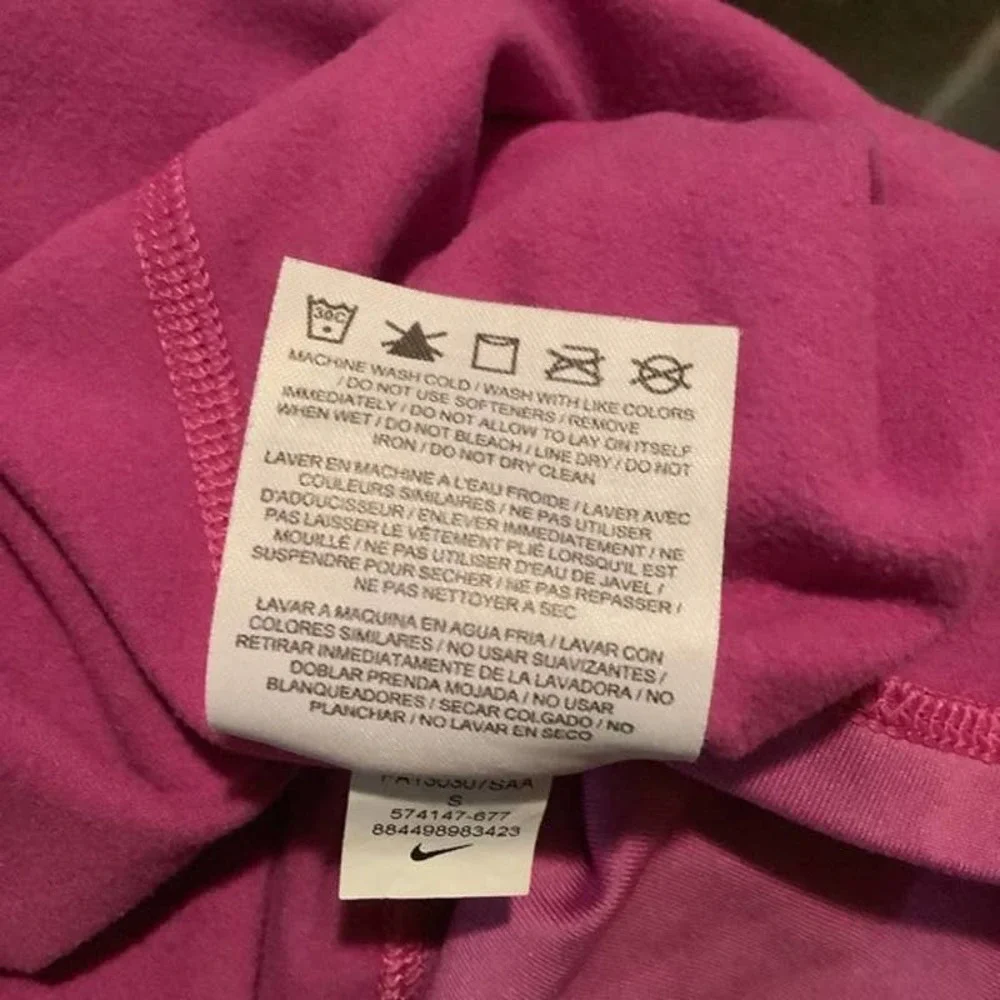 30C
MACHINE WASH COLD / WASH WITH LIKE COLORS
/ DO NOT USE SOFTENERS / REMOVE
IMMEDIATELY / DO NOT ALLOW TO LAY ON ITSELF
WHEN WET / DO NOT BLEACH / LINE DRY / DO NOT
IRON / DO NOT DRY CLEAN
LAVER EN MACHINE A L'EAU FROIDE / LAVER AVEC
COULEURS SIMILAIRES / NE PAS UTILISER
D'ADOUCISSEUR / ENLEVER IMMEDIATEMENT / NE
PAS LAISSER LE VÊTEMENT PLIÉ LORSQU'IL EST
MOUILLÉ / NE PAS UTILISER D'EAU DE JAVEL /
SUSPENDRE POUR SECHER / NE PAS REPASSER /
NE PAS NETTOYER A SEC
LAVAR A MAQUINA EN AGUA FRIA / LAVAR CON
COLORES SIMILARES / NO USAR SUAVIZANTES /
RETIRAR INMEDIATAMENTE DE LA LAVADORA / NO
DOBLAR PRENDA MOJADA / NO USAR
BLANQUEADORES / SECAR COLGADO / NO
PLANCHAR / NO LAVAR EN SECO
FA130307SAA
S
574147-677
884498983423